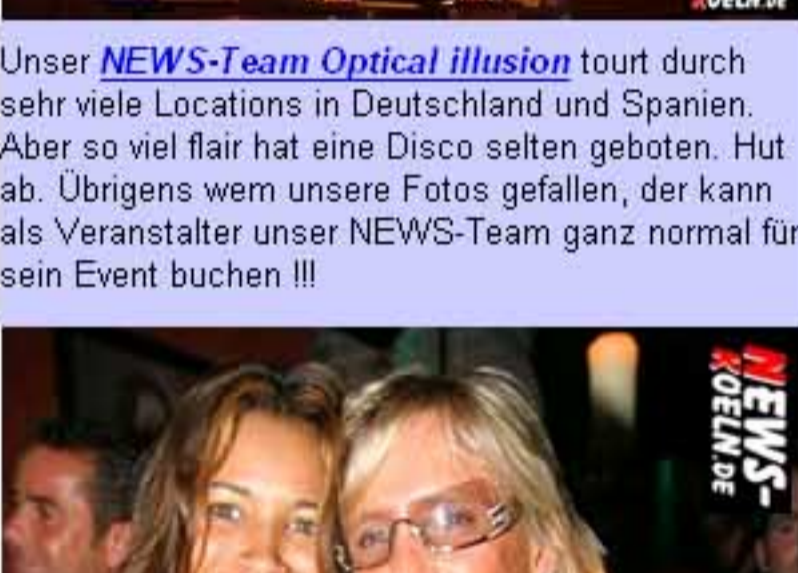 KOELN.DE
Unser NEWS-Team Optical illusion tourt durch
sehr viele Locations in Deutschland und Spanien.
Aber so viel flair hat eine Disco selten geboten. Hut
ab. Übrigens wem unsere Fotos gefallen, der kann
als Veranstalter unser NEWS-Team ganz normal für
sein Event buchen !!!
NEWS-
KOELN.DE